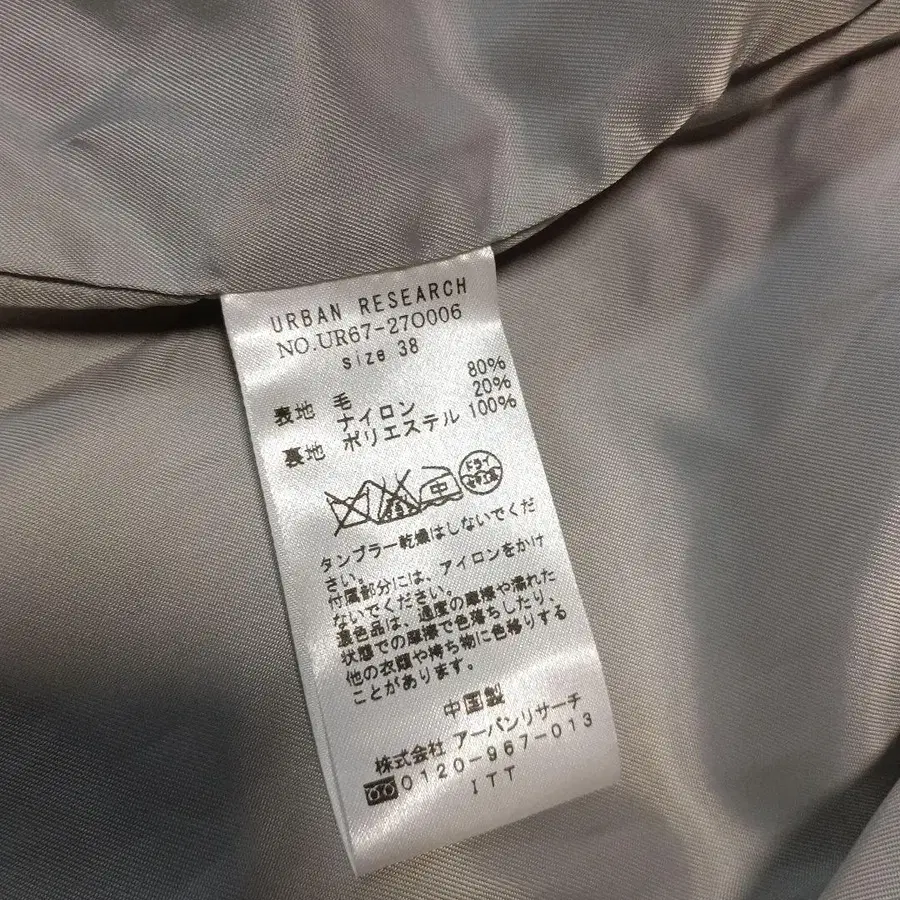 URBAN RESEARCH
NO.UR67-27O006
size 38
表地 毛 80%
ナイロン 20%
裏地 ポリエステル 100%
中 ドライ セキユ系
タンブラー乾燥はしないでくだ
さい。
付属部分には、アイロンをかけ
ないでください。
濃色品は、過度の摩擦や濡れた
状態での摩擦で色落ちしたり、
他の衣類や持ち物に色移りする
ことがあります。
中国製
株式会社 アーバンリサーチ
0120-967-013
ITT